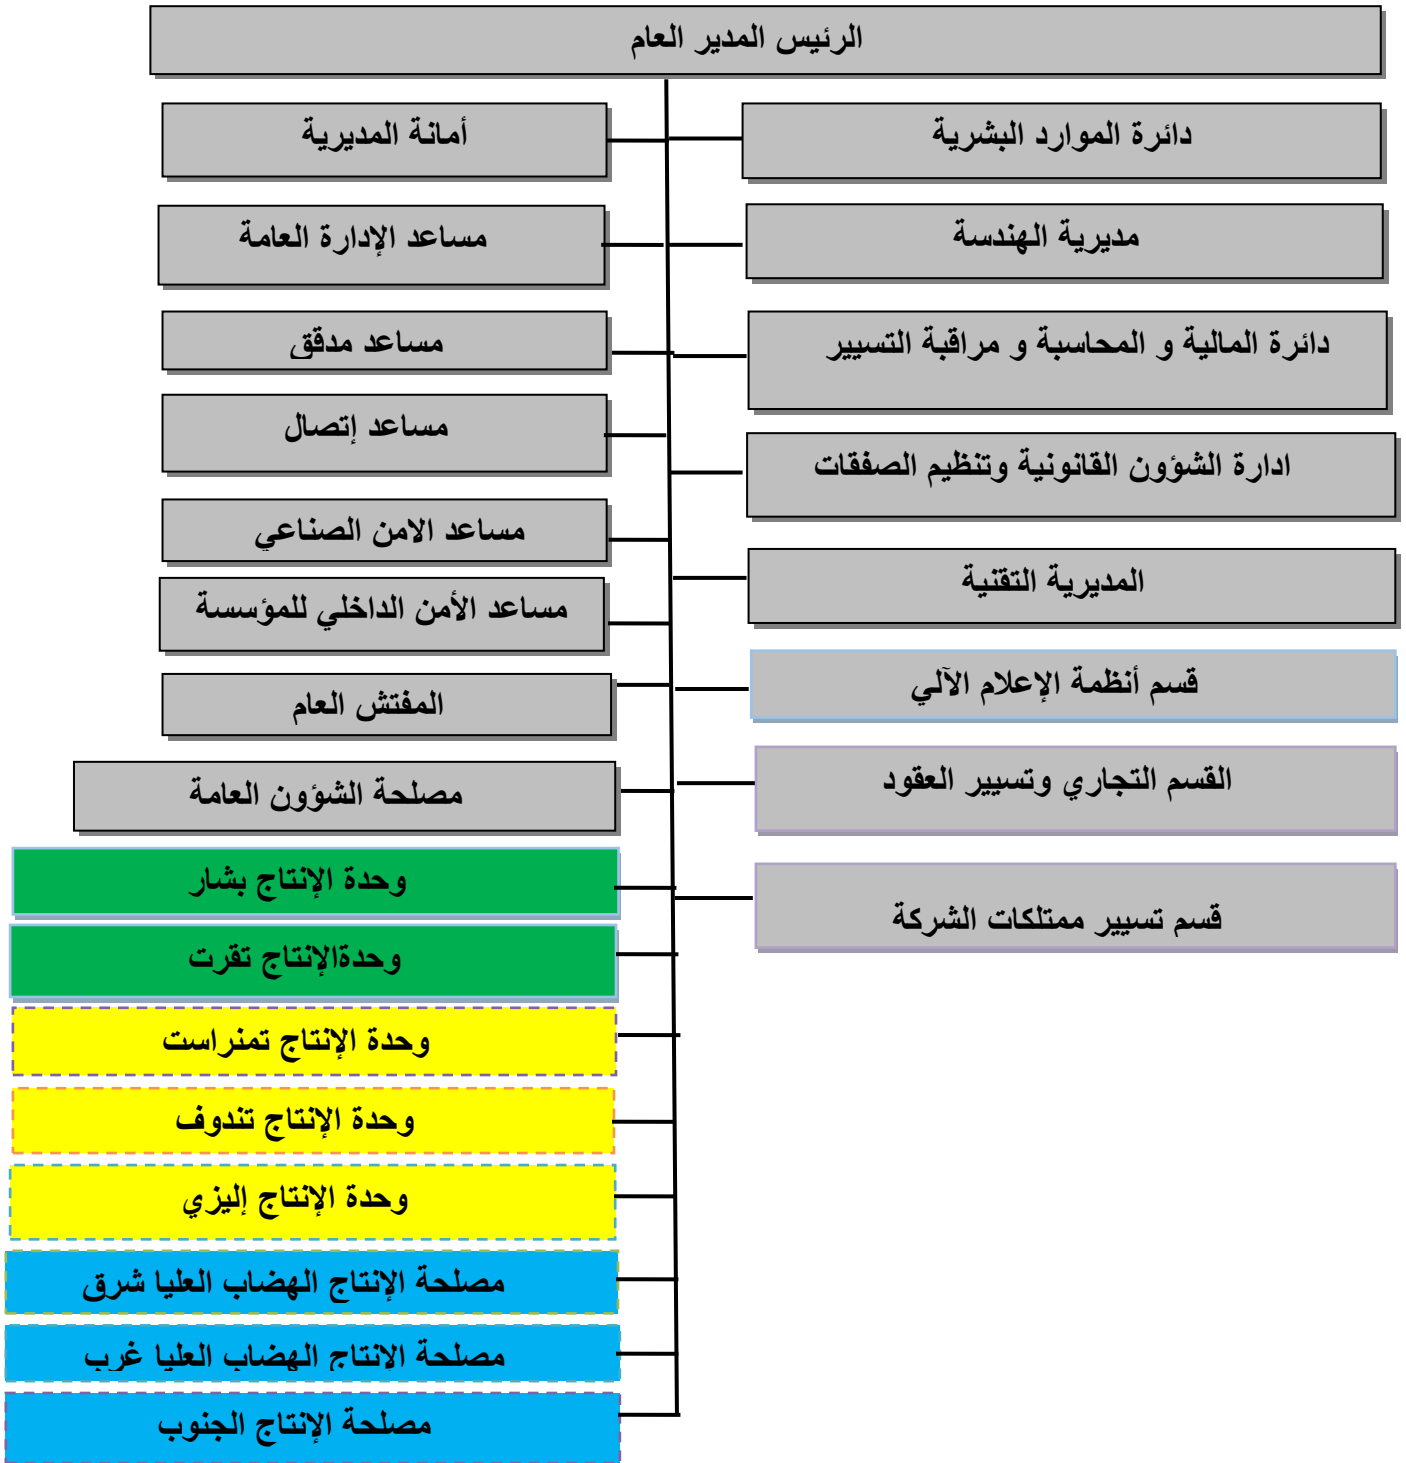 الرئيس المدير العام
دائرة الموارد البشرية
أمانة المديرية
مديرية الهندسة
مساعد الإدارة العامة
دائرة المالية و المحاسبة و مراقبة التسيير
مساعد مدقق
مساعد إتصال
ادارة الشؤون القانونية وتنظيم الصفقات
مساعد الامن الصناعي
المديرية التقنية
مساعد الأمن الداخلي للمؤسسة
قسم أنظمة الإعلام الآلي
المفتش العام
القسم التجاري وتسيير العقود
مصلحة الشؤون العامة
قسم تسيير ممتلكات الشركة
وحدة الإنتاج بشار
وحدةالإنتاج تقرت
وحدة الإنتاج تمنراست
وحدة الإنتاج تندوف
وحدة الإنتاج إليزي
مصلحة الإنتاج الهضاب العليا شرق
مصلحة الإنتاج الهضاب العليا غرب
مصلحة الإنتاج الجنوب